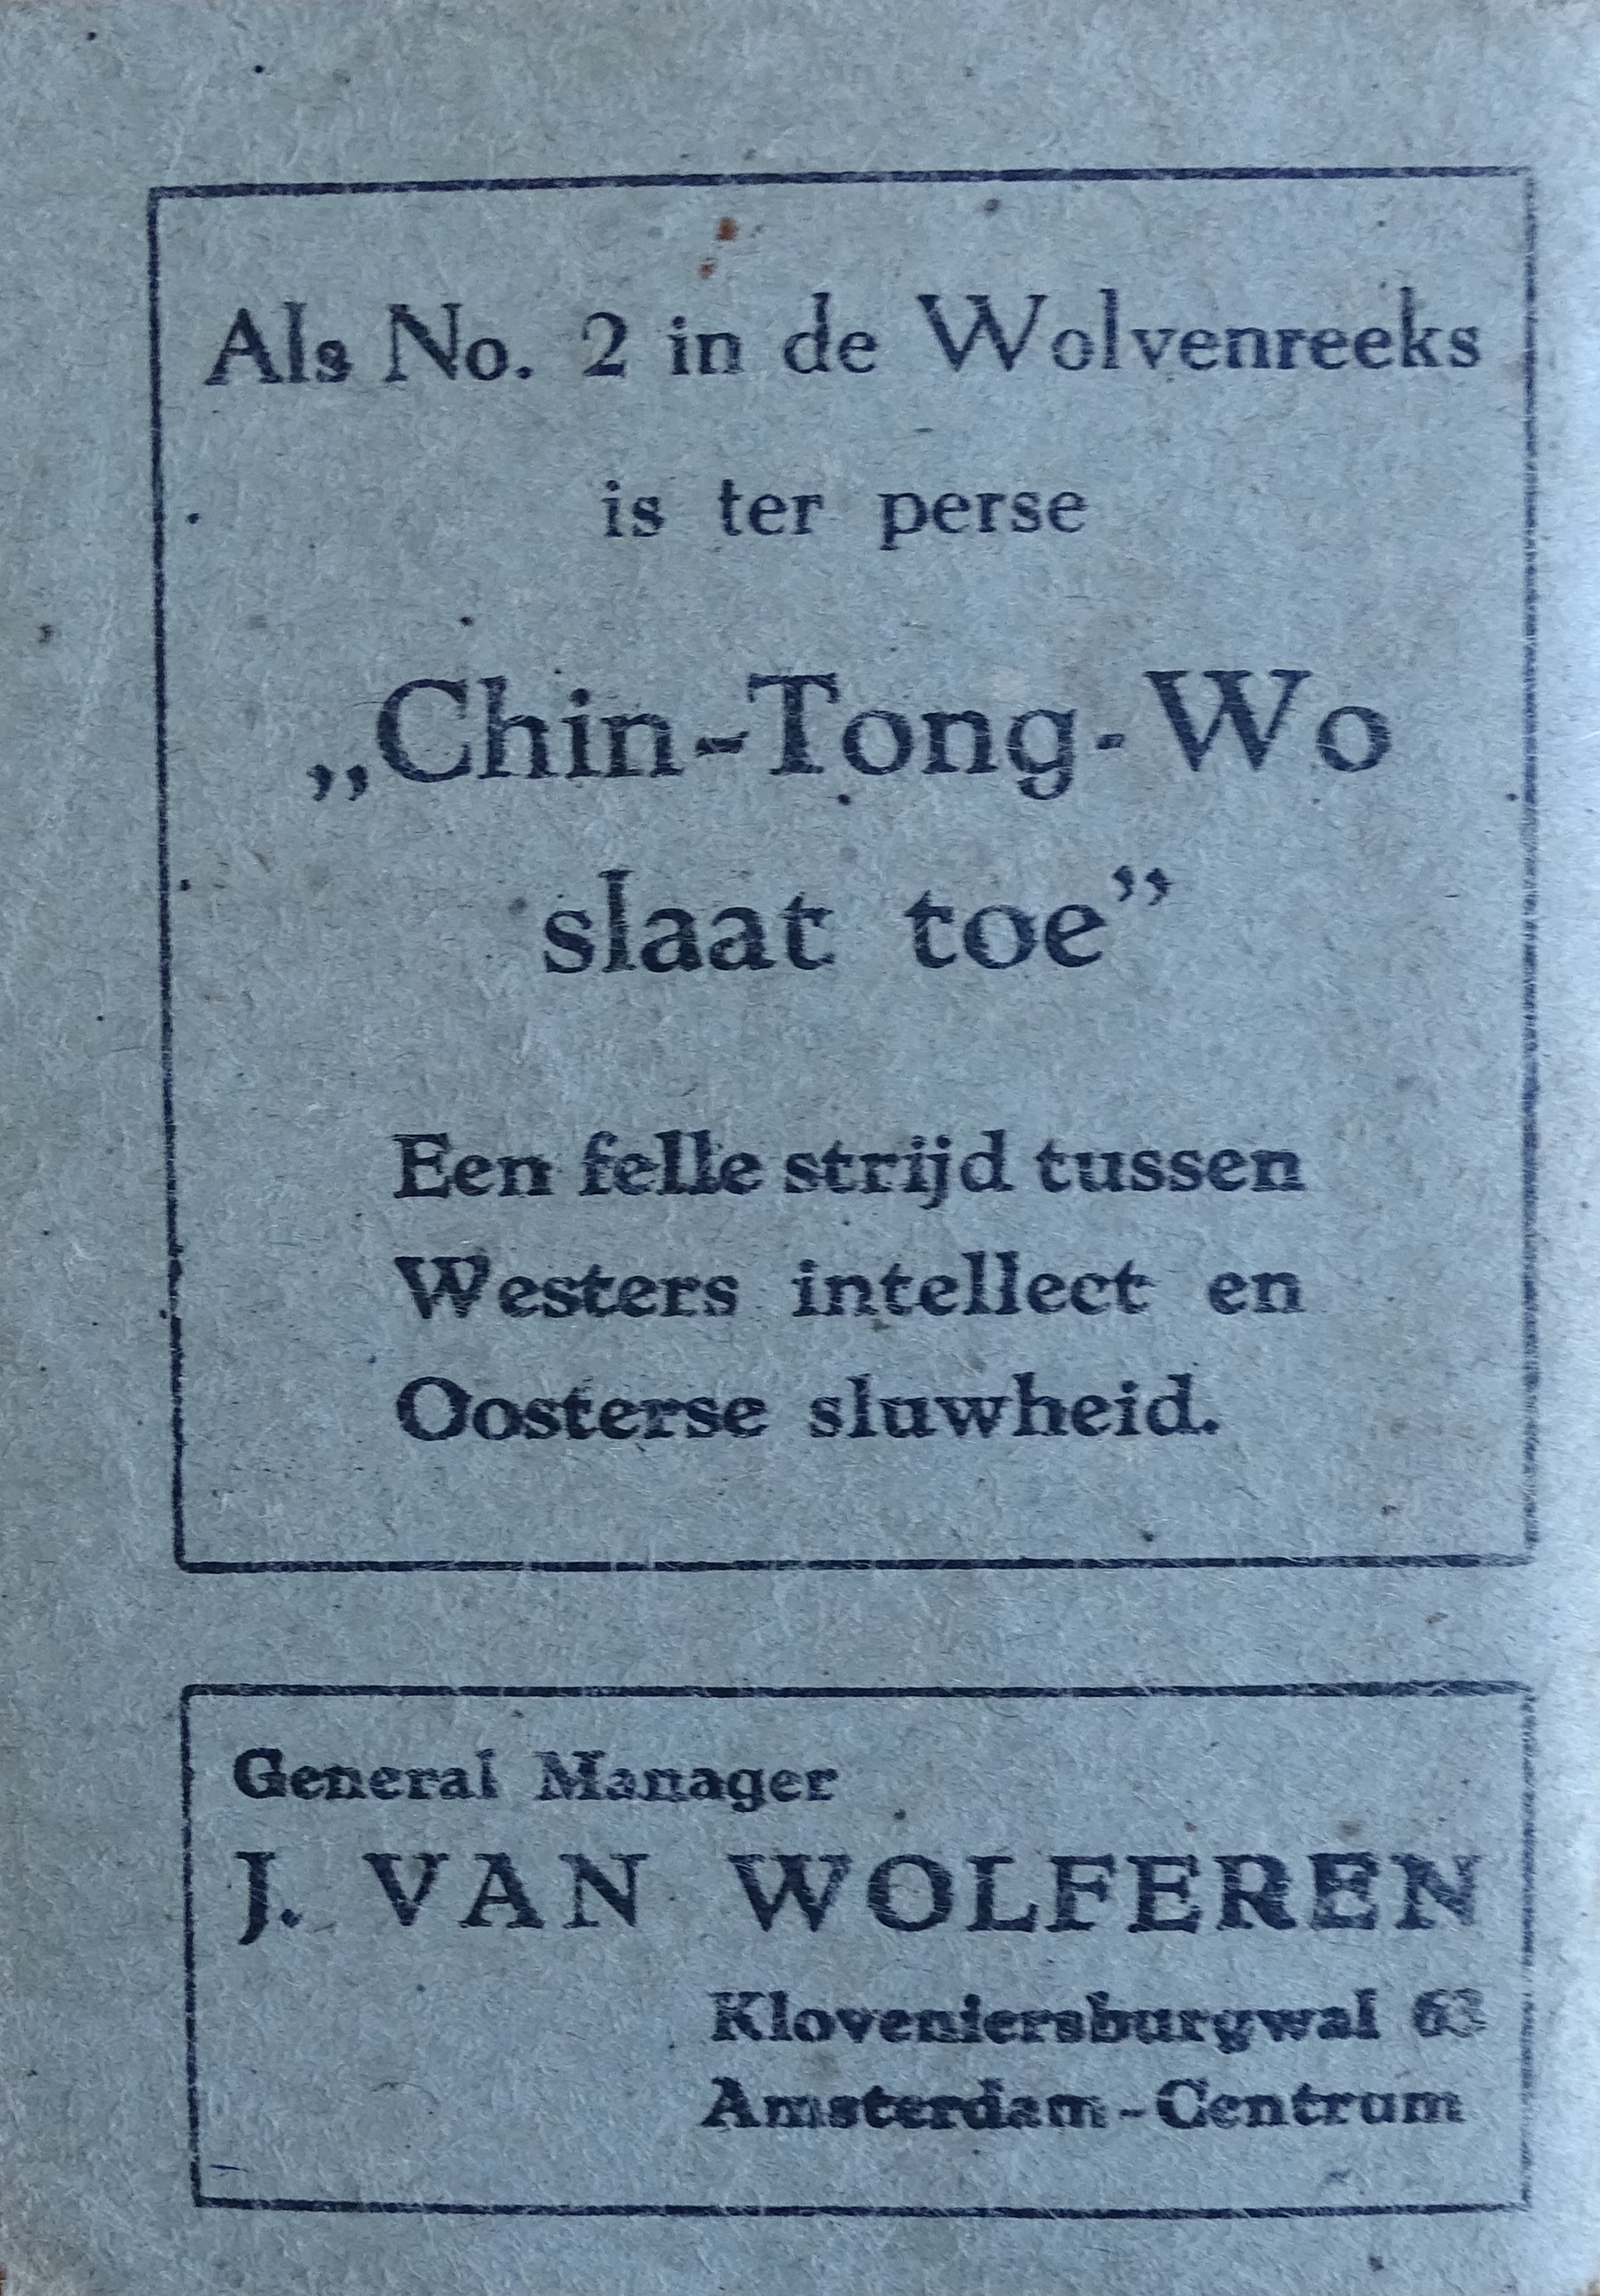 Als No. 2 in de Wolvenreeks
is ter perse
„Chin-Tong-Wo
slaat toe”
Een felle strijd tussen
Westers intellect en
Oosterse sluwheid.
General Manager
J. VAN WOLFEREN
Kloveniersburgwal 63
Amsterdam-Centrum